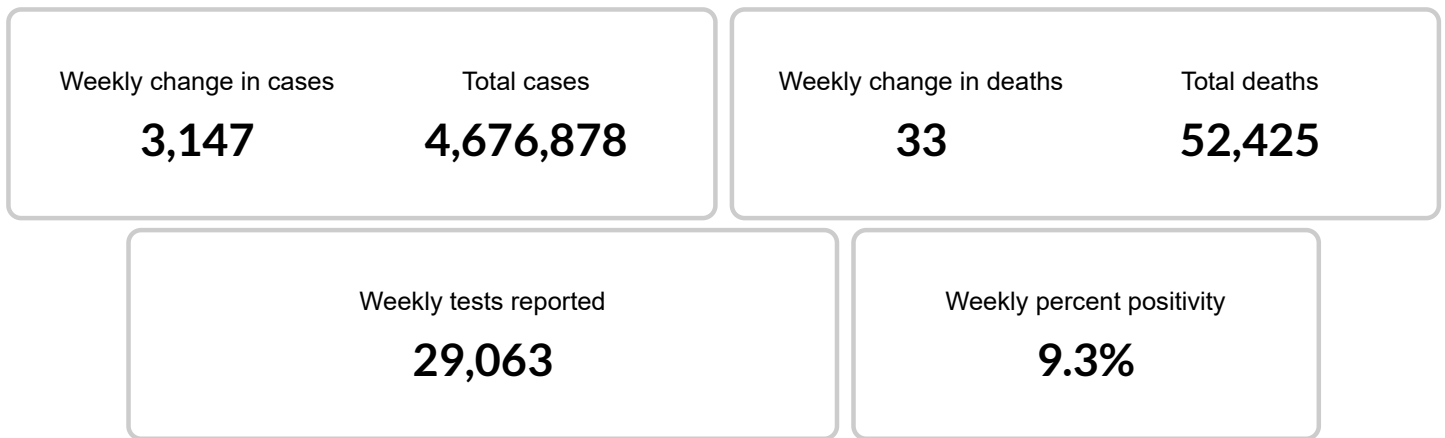 Weekly change in cases
3,147
Total cases
4,676,878
Weekly change in deaths
33
Total deaths
52,425
Weekly tests reported
29,063
Weekly percent positivity
9.3%